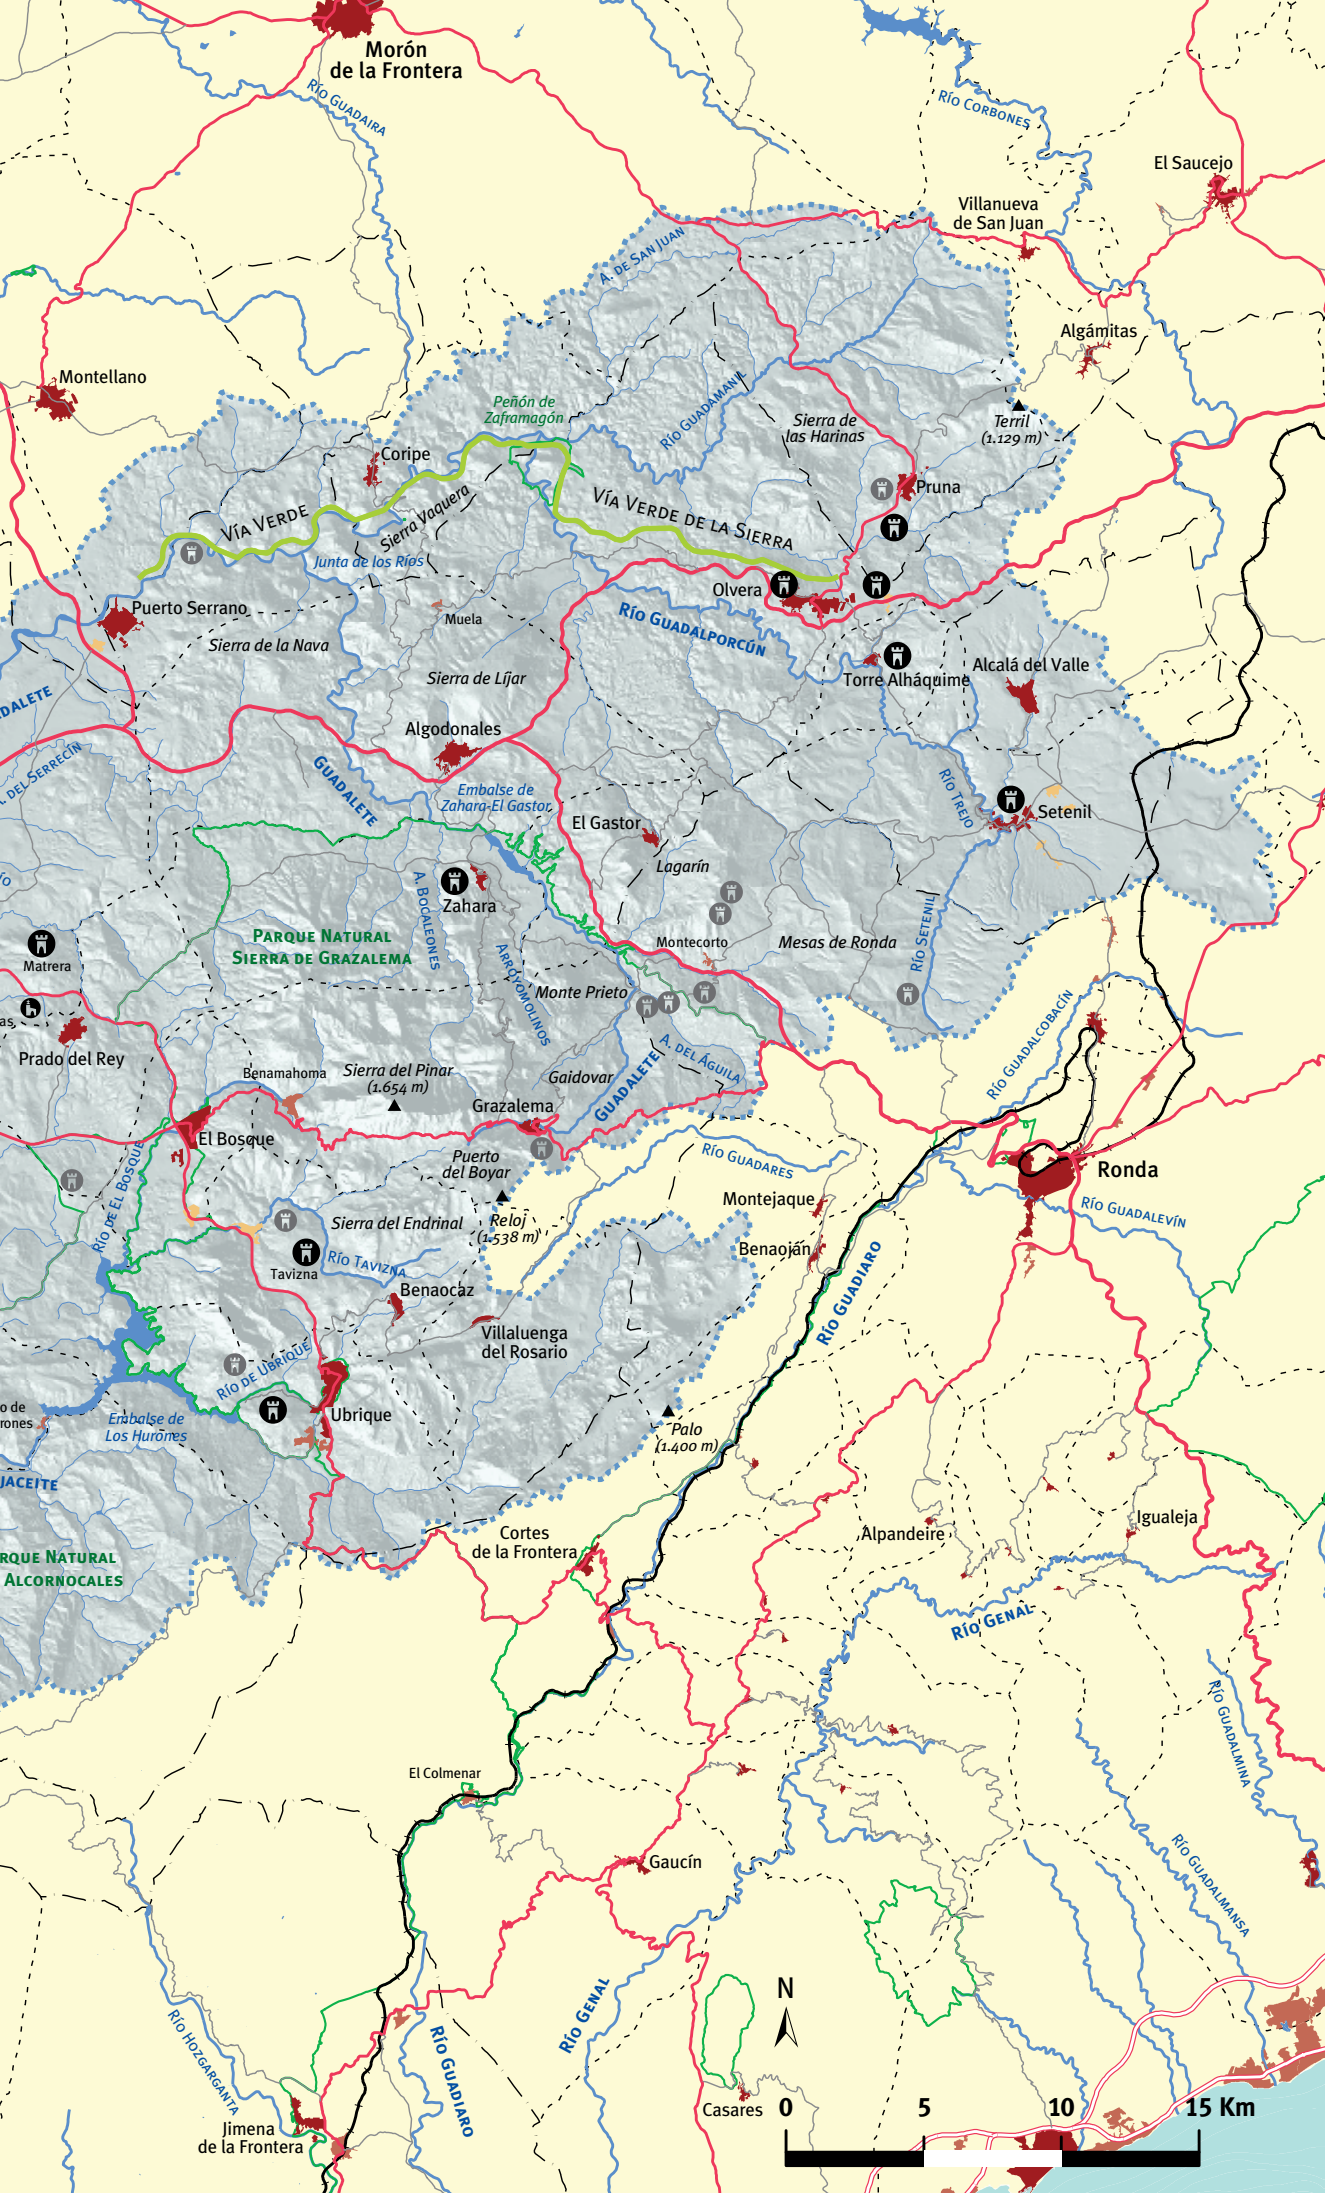 Morón
de la Frontera
Río Guadaira
Río Corbones
El Saucejo
Villanueva
de San Juan
A. de San Juan
Algámitas
Montellano
Peñón de
Zaframagón
Río Guadamanil
Sierra de
las Harinas
Terril
(1.129 m)
Coripe
Pruna
Vía Verde
Sierra Vaquera
Vía Verde de la Sierra
Junta de los Ríos
Olvera
Puerto Serrano
Muela
Río Guadalporcún
Sierra de la Nava
Sierra de Líjar
Torre Alháquime
Alcalá del Valle
Algodonales
A. del Serrecín
Guadalete
Embalse de
Zahara-El Gastor
Río Trejo
Setenil
El Gastor
Lagarín
Zahara
A. Bocaleones
Parque Natural
Sierra de Grazalema
Matrera
Arroyomolinos
Montecorto
Mesas de Ronda
Río Setenil
Monte Prieto
Río Guadalcobacín
Prado del Rey
Benamahoma
Sierra del Pinar
(1.654 m)
Gaidovar
A. del Águila
Guadalete
Grazalema
El Bosque
Puerto
del Boyar
Río Guadares
Ronda
Río de El Bosque
Reloj
(1.538 m)
Montejaque
Río Guadalevín
Sierra del Endrinal
Benaoján
Tavizna
Río Tavizna
Río Guadiaro
Benaocaz
Villaluenga
del Rosario
Río de Ubrique
Embalse de
Los Hurones
Ubrique
Palo
(1.400 m)
Cortes
de la Frontera
Alpandeire
Igualeja
Río Genal
Río Guadalmina
El Colmenar
Gaucín
Río Guadalmansa
Río Hozgarganta
Río Genal
Río Guadiaro
N
Jimena
de la Frontera
Casares
0 5 10 15 Km